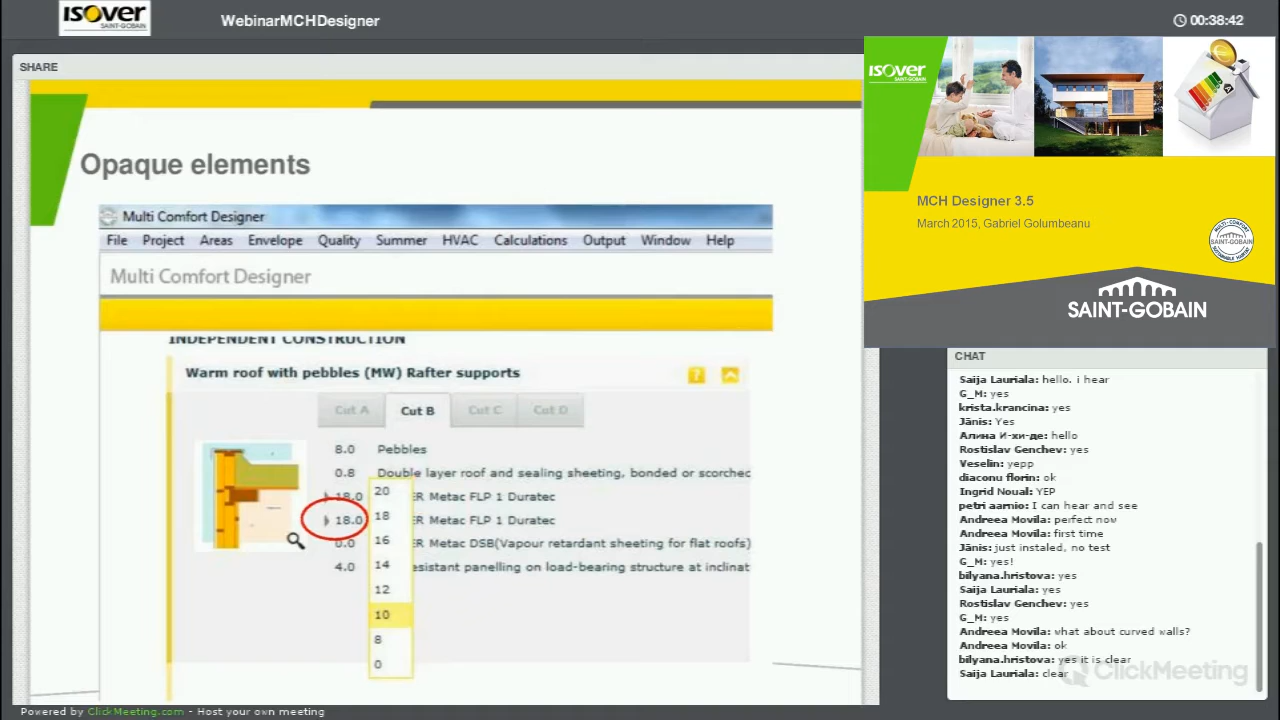 ISOVER
SAINT-GOBAIN
WebinarMCHDesigner
00:38:42
SHARE
Opaque elements
Multi Comfort Designer
File Project Areas Envelope Quality Summer HVAC Calculations Output Window Help
Multi Comfort Designer
INDEPENDENT CONSTRUCTION
Warm roof with pebbles (MW) Rafter supports
?
Cut A Cut B Cut C Cut D
8.0 Pebbles
0.8 Double layer roof and sealing sheeting, bonded or scorchec
18.0 ER Metac FLP 1 Duratec
18.0 ER Metac FLP 1 Duratec
0.0 ER Metac DSB(Vapour retardant sheeting for flat roofs)
4.0 esistant panelling on load-bearing structure at inclinat
20
18
16
14
12
10
8
0
ISOVER
SAINT-GOBAIN
A
MCH Designer 3.5
March 2015, Gabriel Golumbeanu
MULTI-COMFORT
SAINT-GOBAIN
SUSTAINABLE HABITAT
SAINT-GOBAIN
CHAT
Saija Lauriala: hello. i hear
G_M: yes
krista.krancina: yes
Jānis: Yes
Алина И-хи-де: hello
Rostislav Genchev: yes
Veselin: yepp
diaconu florin: ok
Ingrid Noual: YEP
petri aarnio: I can hear and see
Andreea Movila: perfect now
Andreea Movila: first time
Jānis: just instaled, no test
G_M: yes!
bilyana.hristova: yes
Saija Lauriala: yes
Rostislav Genchev: yes
G_M: yes
Andreea Movila: what about curved walls?
Andreea Movila: ok
bilyana.hristova: yes it is clear
Saija Lauriala: clear
ClickMeeting
Powered by ClickMeeting.com - Host your own meeting